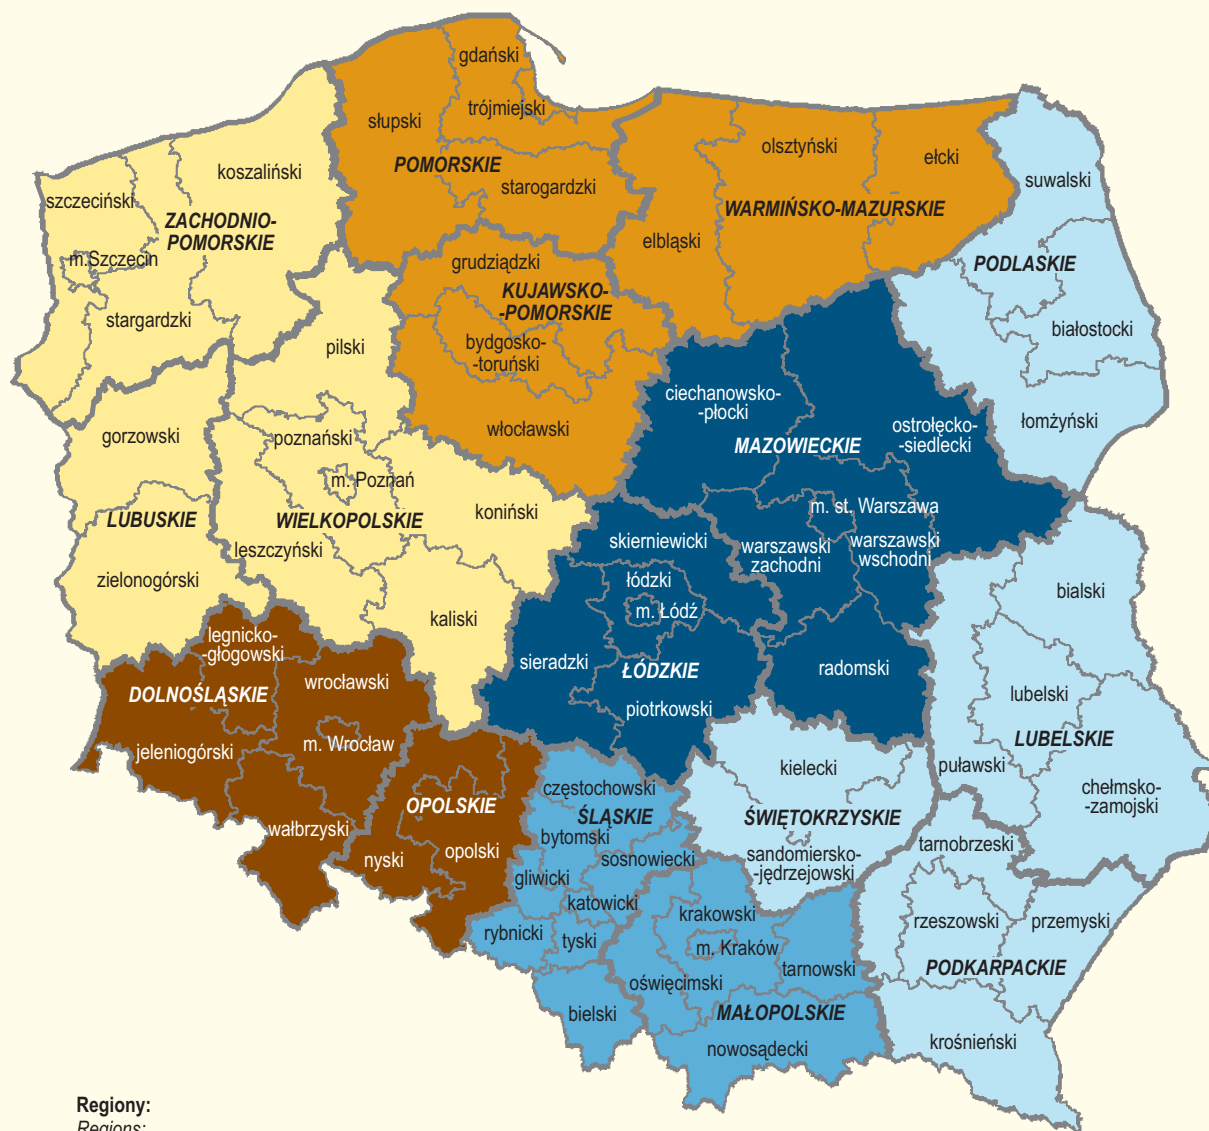 gdański
trójmiejski
słupski
POMORSKIE
starogardzki
koszaliński
szczeciński
ZACHODNIO-
POMORSKIE
m.Szczecin
stargardzki
olsztyński
ełcki
WARMIŃSKO-MAZURSKIE
elbląski
suwalski
PODLASKIE
białostocki
łomżyński
grudziądzki
KUJAWSKO-
-POMORSKIE
bydgosko-
-toruński
włocławski
pilski
poznański
m. Poznań
WIELKOPOLSKIE
koniński
leszczyński
kaliski
gorzowski
LUBUSKIE
zielonogórski
ciechanowsko-
-płocki
MAZOWIECKIE
ostrołęcko-
-siedlecki
m. st. Warszawa
warszawski
zachodni
warszawski
wschodni
radomski
skierniewicki
łódzki
m. Łódź
sieradzki
ŁÓDZKIE
piotrkowski
bialski
lubelski
LUBELSKIE
puławski
chełmsko-
-zamojski
legnicko-
-głogowski
wrocławski
DOLNOŚLĄSKIE
m. Wrocław
jeleniogórski
wałbrzyski
OPOLSKIE
nyski
opolski
częstochowski
ŚLĄSKIE
bytomski
sosnowiecki
gliwicki
katowicki
rybnicki
tyski
bielski
kielecki
ŚWIĘTOKRZYSKIE
sandomiersko-
-jędrzejowski
krakowski
m. Kraków
tarnowski
oświęcimski
MAŁOPOLSKIE
nowosądecki
tarnobrzeski
rzeszowski
przemyski
PODKARPACKIE
krośnieński
Regiony:
Regions: